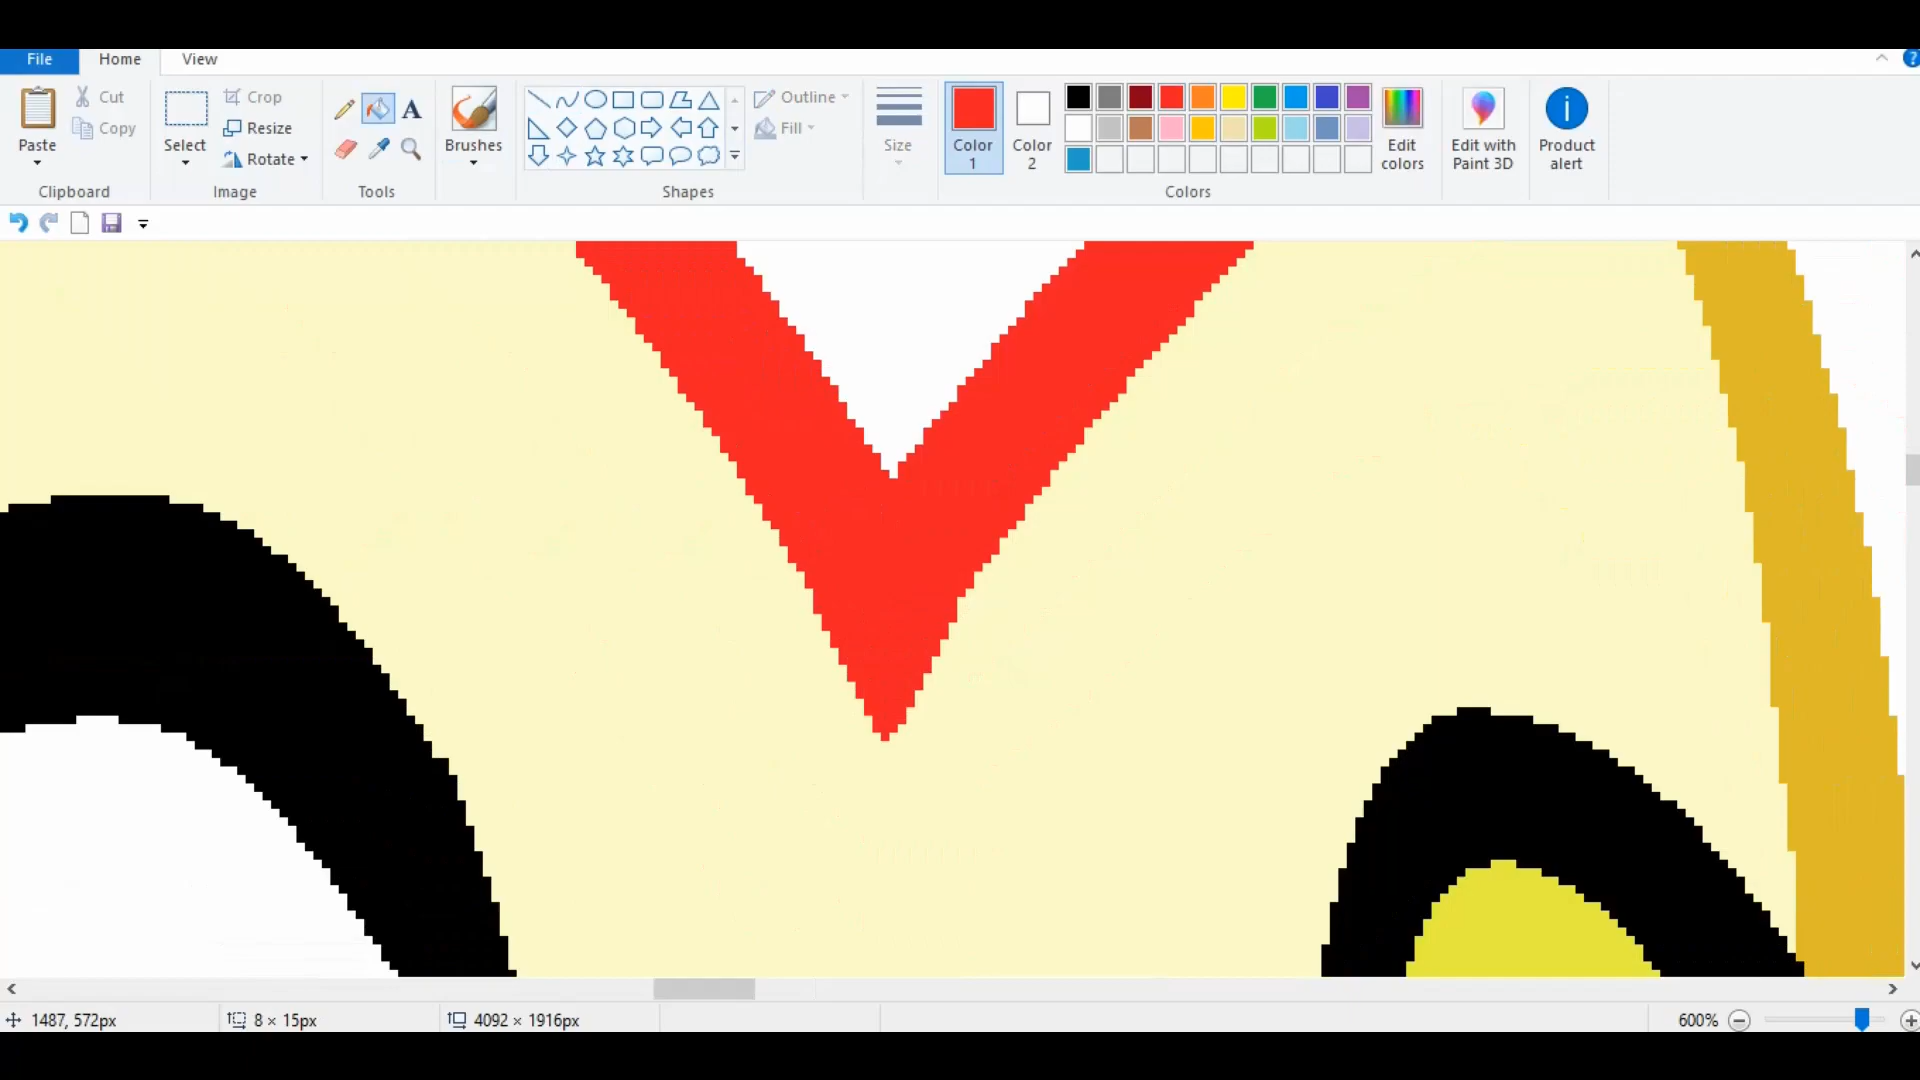 File Home View ?
Cut Crop Outline
Copy Resize A Fill
Paste Select Rotate Brushes Size Color 1 Color 2 Edit colors Edit with Paint 3D Product alert
Clipboard Image Tools Shapes Colors
1487, 572px 8 × 15px 4092 × 1916px 600%